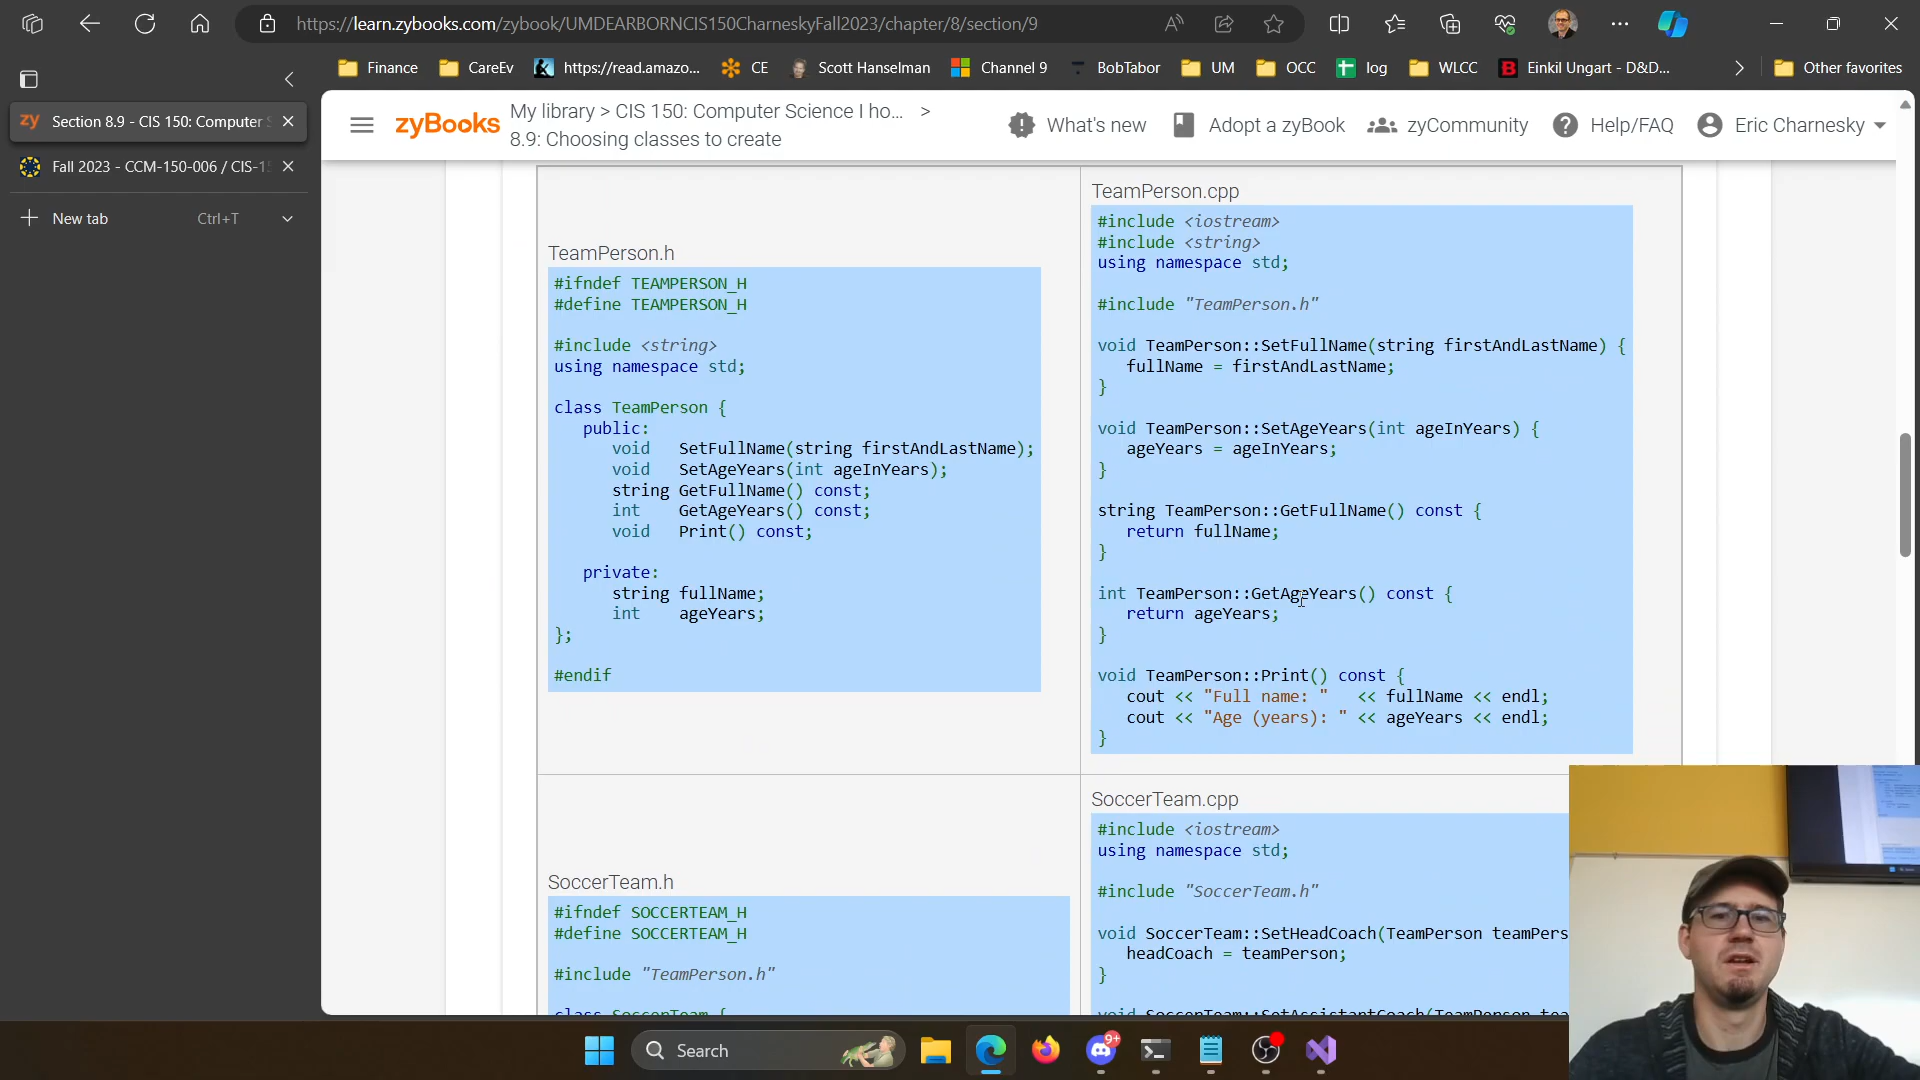 https://learn.zybooks.com/zybook/UMDEARBORNCIS150CharneskyFall2023/chapter/8/section/9
Finance
CareEv
https://read.amazo...
CE
Scott Hanselman
Channel 9
BobTabor
UM
OCC
log
WLCC
Einkil Ungart - D&D...
Other favorites
zy Section 8.9 - CIS 150: Computer
Fall 2023 - CCM-150-006 / CIS-1
New tab Ctrl+T
zyBooks
My library > CIS 150: Computer Science I ho... >
8.9: Choosing classes to create
What's new
Adopt a zyBook
zyCommunity
Help/FAQ
Eric Charnesky
TeamPerson.h
#ifndef TEAMPERSON_H
#define TEAMPERSON_H
#include <string>
using namespace std;
class TeamPerson {
public:
void SetFullName(string firstAndLastName);
void SetAgeYears(int ageInYears);
string GetFullName() const;
int GetAgeYears() const;
void Print() const;
private:
string fullName;
int ageYears;
};
#endif
TeamPerson.cpp
#include <iostream>
#include <string>
using namespace std;
#include "TeamPerson.h"
void TeamPerson::SetFullName(string firstAndLastName) {
fullName = firstAndLastName;
}
void TeamPerson::SetAgeYears(int ageInYears) {
ageYears = ageInYears;
}
string TeamPerson::GetFullName() const {
return fullName;
}
int TeamPerson::GetAgeYears() const {
return ageYears;
}
void TeamPerson::Print() const {
cout << "Full name: " << fullName << endl;
cout << "Age (years): " << ageYears << endl;
}
SoccerTeam.h
#ifndef SOCCERTEAM_H
#define SOCCERTEAM_H
#include "TeamPerson.h"
class SoccerTeam {
SoccerTeam.cpp
#include <iostream>
using namespace std;
#include "SoccerTeam.h"
void SoccerTeam::SetHeadCoach(TeamPerson teamPers
headCoach = teamPerson;
}
void SoccerTeam::SetAssistantCoach(TeamPerson tea
Search
9+